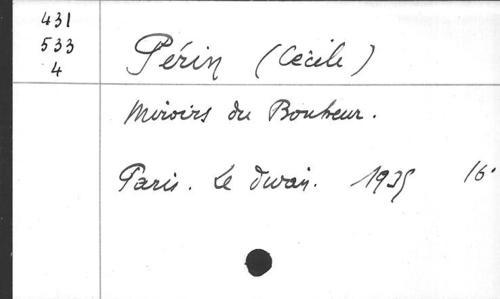 431
533
4
Périn (Cécile)
Miroirs du Bonheur.
Paris. Le divan. 1935 16°